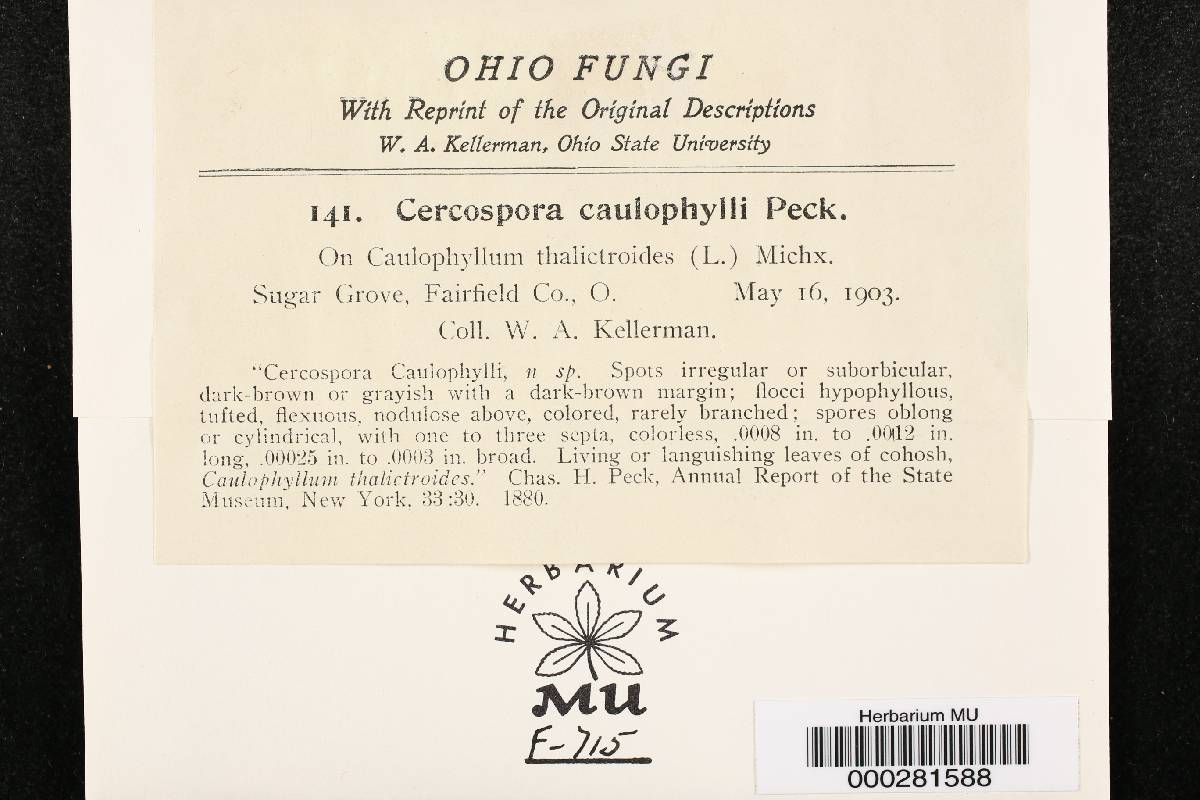 OHIO FUNGI
With Reprint of the Original Descriptions
W. A. Kellerman, Ohio State University
141. Cercospora caulophylli Peck.
On Caulophyllum thalictroides (L.) Michx.
Sugar Grove, Fairfield Co., O. May 16, 1903.
Coll. W. A. Kellerman.
"Cercospora Caulophylli, n sp. Spots irregular or suborbicular,
dark-brown or grayish with a dark-brown margin; flocci hypophyllous,
tufted, flexuous, nodulose above, colored, rarely branched; spores oblong
or cylindrical, with one to three septa, colorless, .0008 in. to .0012 in.
long, .00025 in. to .0003 in. broad. Living or languishing leaves of cohosh,
Caulophyllum thalictroides." Chas. H. Peck, Annual Report of the State
Museum, New York, 33:30. 1880.
HERBARIUM
MU
F-715
Herbarium MU
000281588